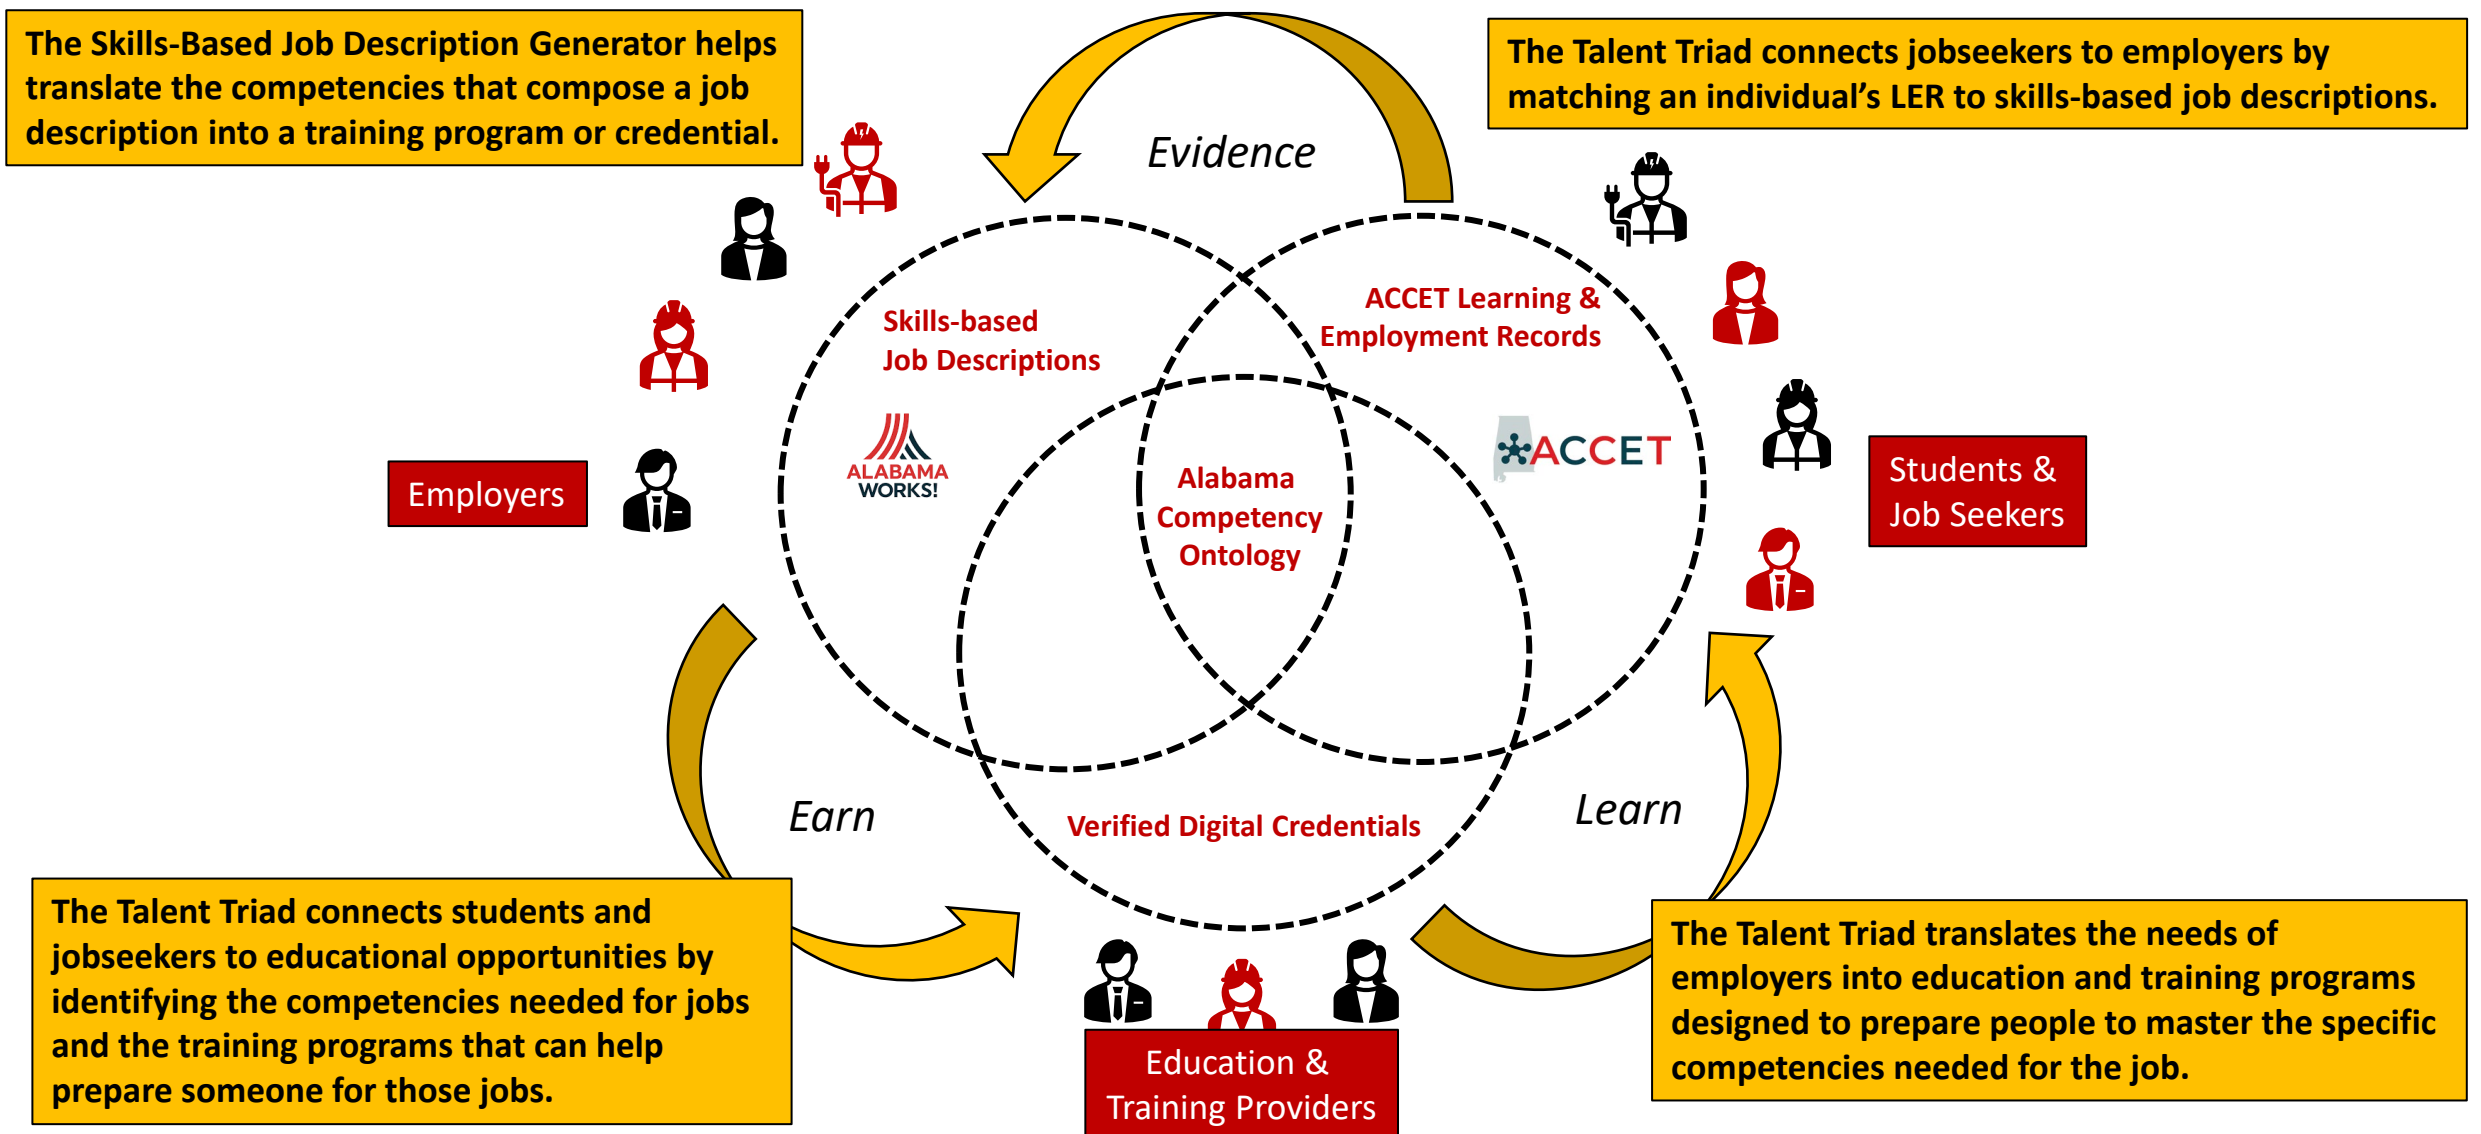 The Skills-Based Job Description Generator helps
translate the competencies that compose a job
description into a training program or credential.
The Talent Triad connects jobseekers to employers by
matching an individual’s LER to skills-based job descriptions.
Evidence
Skills-based
Job Descriptions
ACCET Learning &
Employment Records
ALABAMA
WORKS!
ACCET
Alabama
Competency
Ontology
Employers
Students &
Job Seekers
Earn
Learn
Verified Digital Credentials
The Talent Triad connects students and
jobseekers to educational opportunities by
identifying the competencies needed for jobs
and the training programs that can help
prepare someone for those jobs.
Education &
Training Providers
The Talent Triad translates the needs of
employers into education and training programs
designed to prepare people to master the specific
competencies needed for the job.